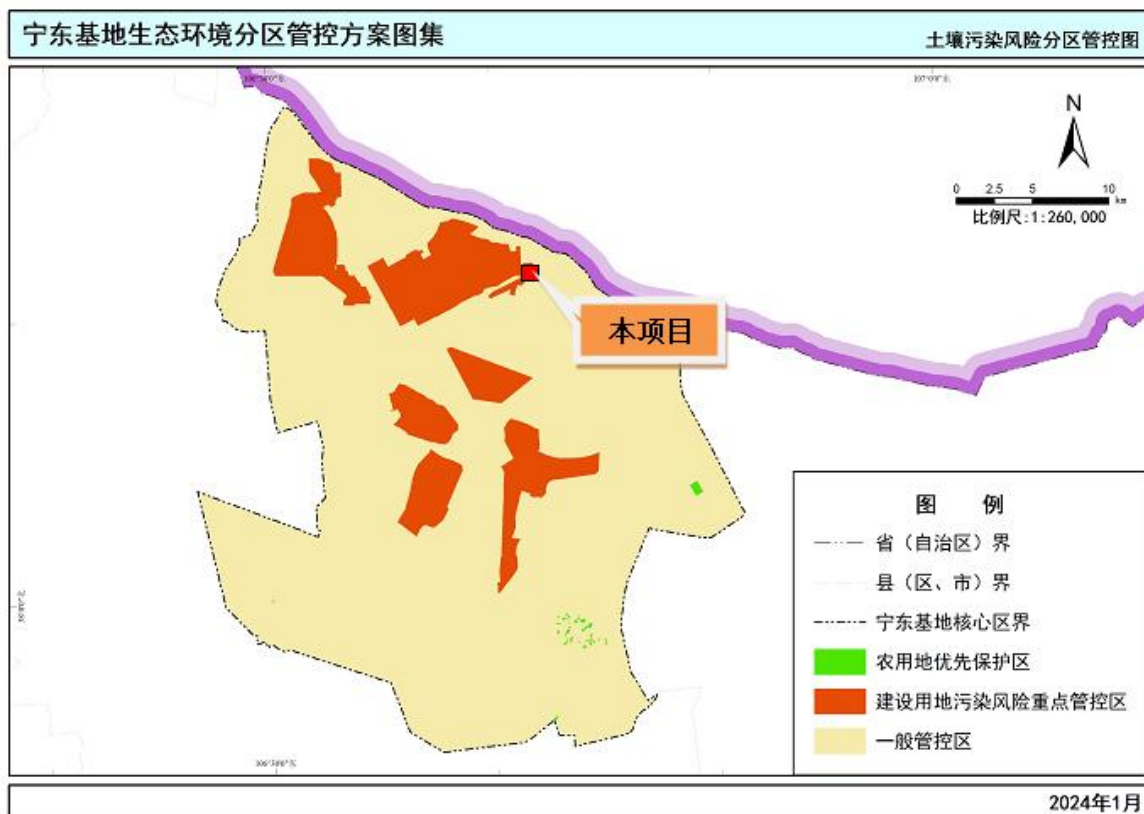 宁东基地生态环境分区管控方案图集
土壤污染风险分区管控图
N
0 2.5 5 10
km
比例尺:1:260,000
本项目
图 例
省（自治区）界
县（区、市）界
宁东基地核心区界
农用地优先保护区
建设用地污染风险重点管控区
一般管控区
2024年1月